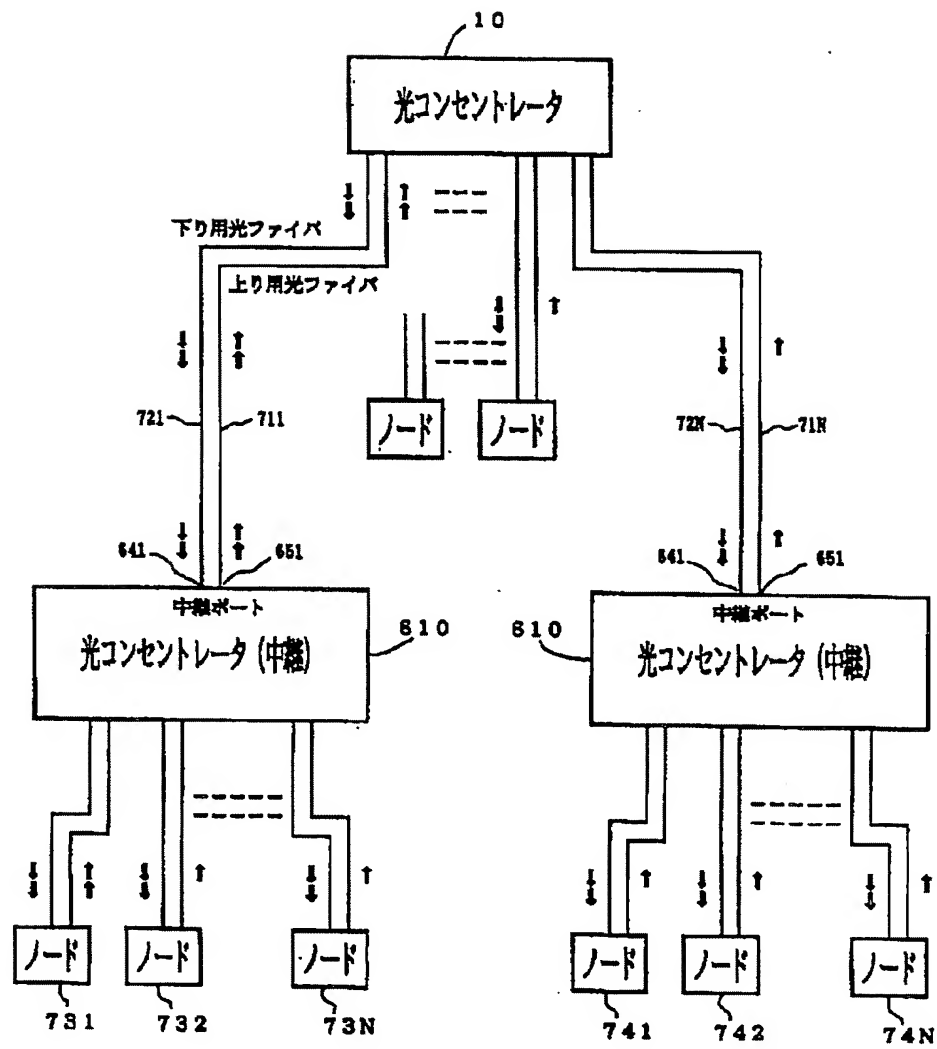 10
光コンセントレータ
下り用光ファイバ
上り用光ファイバ
721
711
ノード
ノード
72N
71N
641
651
641
651
中継ポート
光コンセントレータ (中継)
610
610
中継ポート
光コンセントレータ (中継)
ノード
ノード
ノード
ノード
ノード
ノード
731
732
73N
741
742
74N